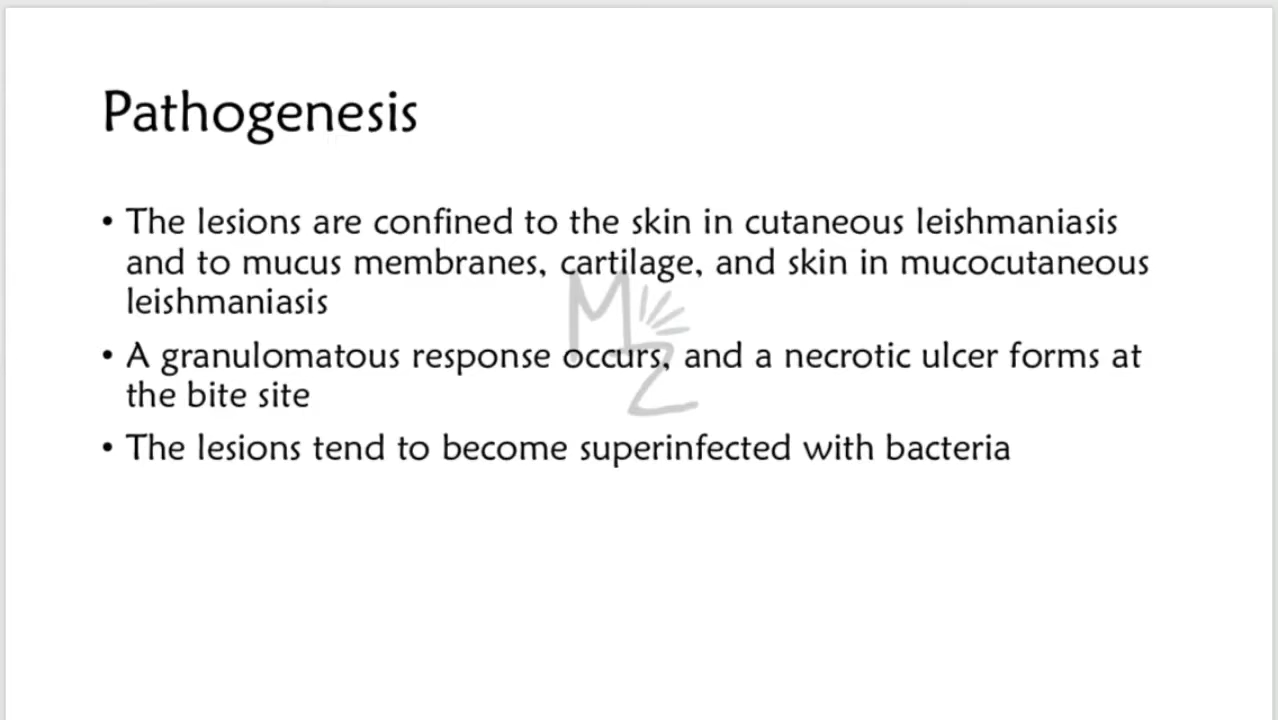 Pathogenesis
• The lesions are confined to the skin in cutaneous leishmaniasis
and to mucus membranes, cartilage, and skin in mucocutaneous
leishmaniasis
• A granulomatous response occurs, and a necrotic ulcer forms at
the bite site
• The lesions tend to become superinfected with bacteria
MZ